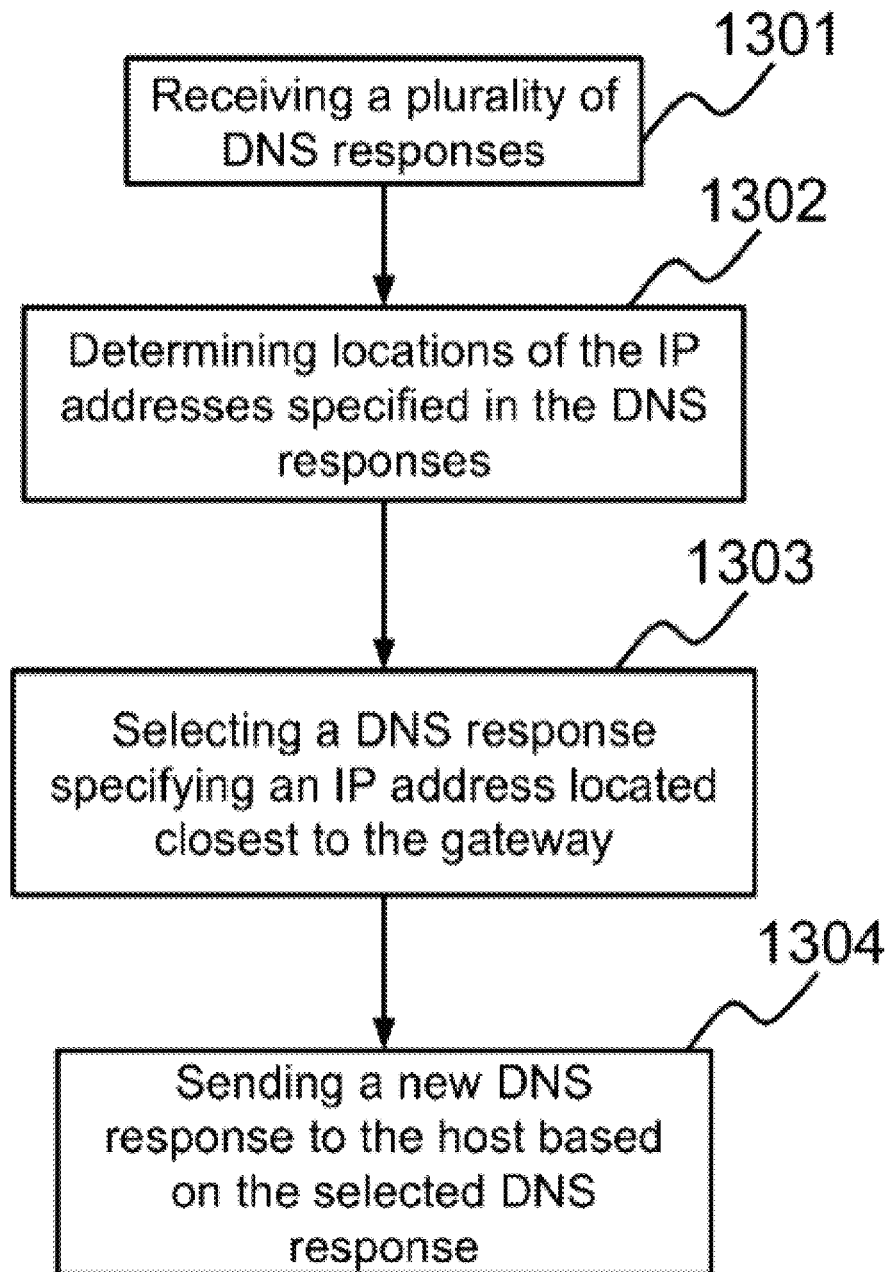 1301
Receiving a plurality of
DNS responses
1302
Determining locations of the IP
addresses specified in the DNS
responses
1303
Selecting a DNS response
specifying an IP address located
closest to the gateway
1304
Sending a new DNS
response to the host based
on the selected DNS
response